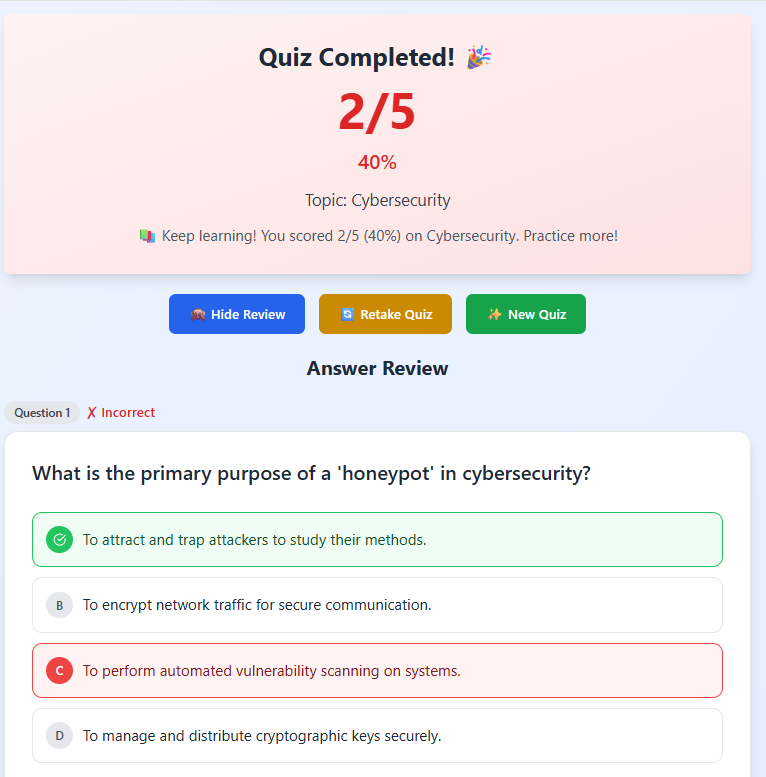 Quiz Completed! 🎉
2/5
40%
Topic: Cybersecurity
📚 Keep learning! You scored 2/5 (40%) on Cybersecurity. Practice more!
Hide Review
Retake Quiz
New Quiz
Answer Review
Question 1 ✗ Incorrect
What is the primary purpose of a 'honeypot' in cybersecurity?
To attract and trap attackers to study their methods.
B To encrypt network traffic for secure communication.
C To perform automated vulnerability scanning on systems.
D To manage and distribute cryptographic keys securely.